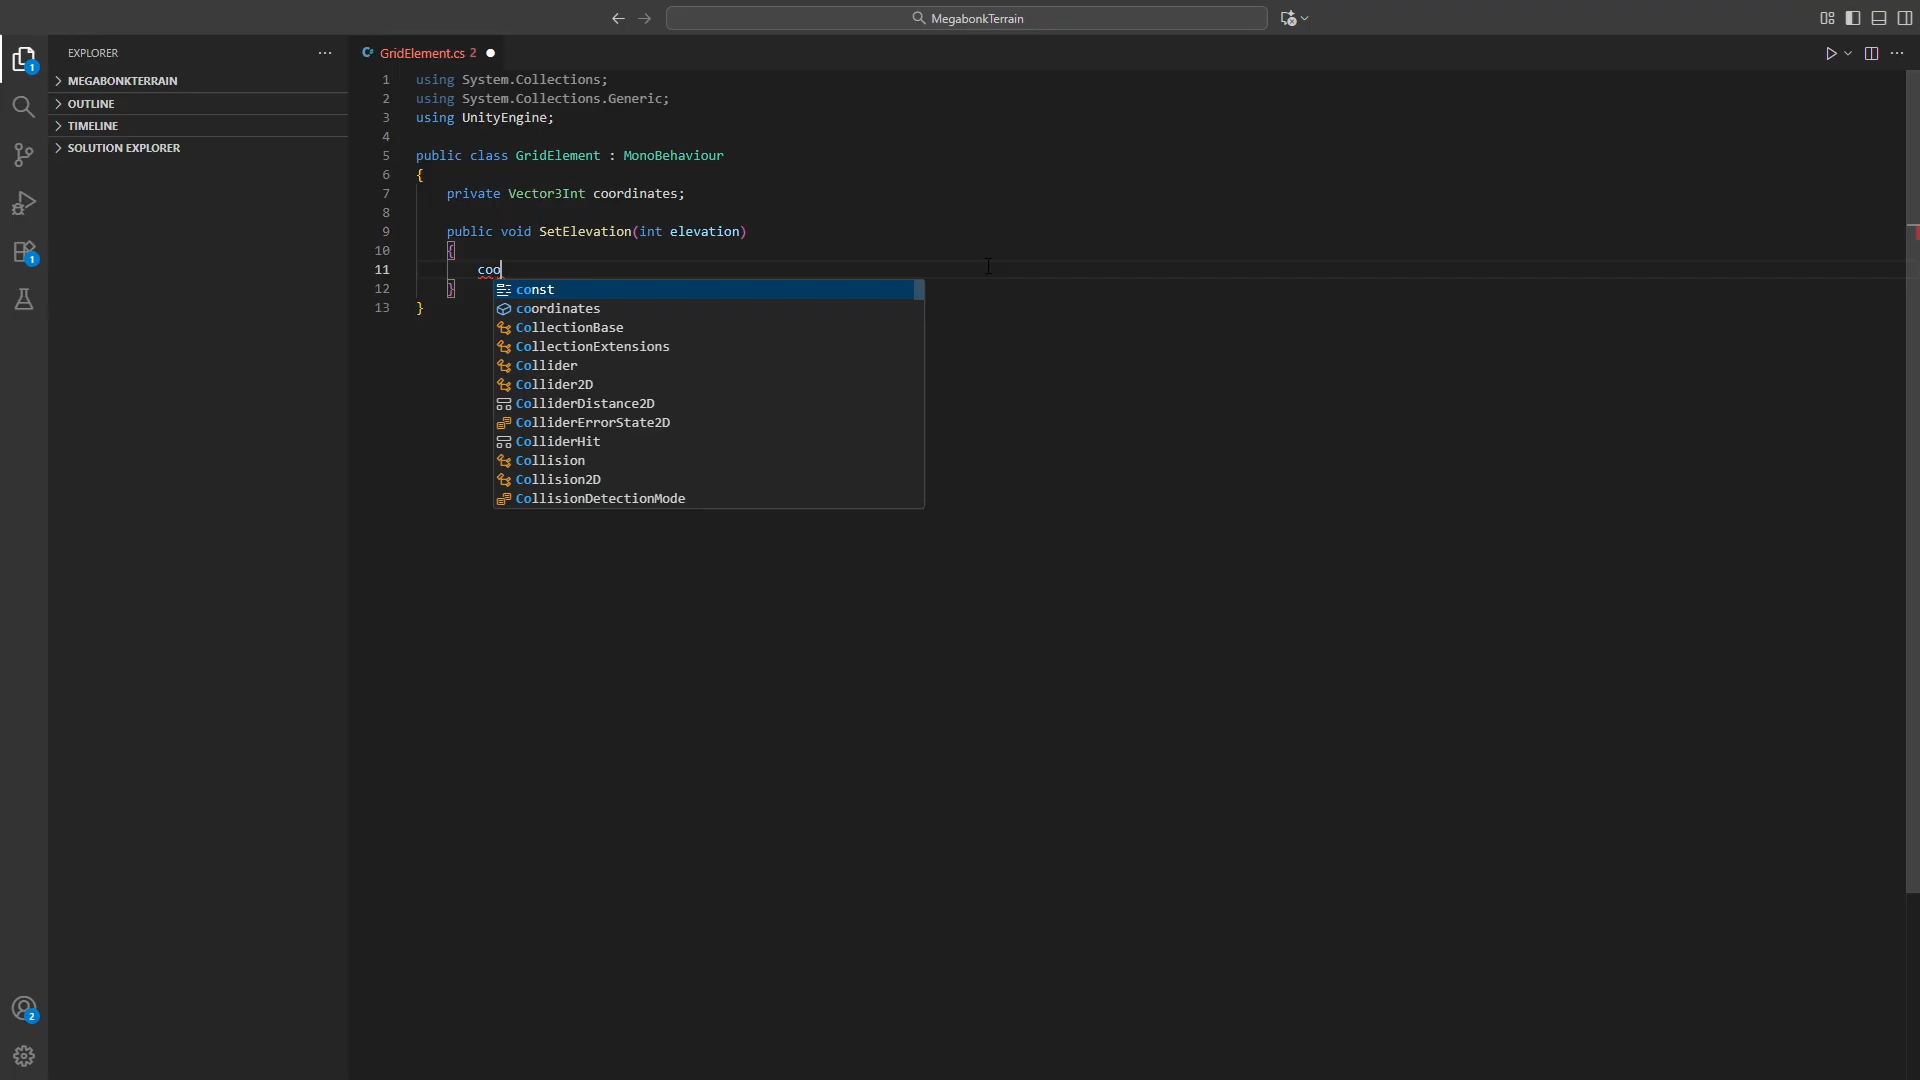 MegabonkTerrain
EXPLORER
GridElement.cs 2
MEGABONKTERRAIN
OUTLINE
TIMELINE
SOLUTION EXPLORER
1
1
2
1 using System.Collections;
2 using System.Collections.Generic;
3 using UnityEngine;
4
5 public class GridElement : MonoBehaviour
6 {
7 private Vector3Int coordinates;
8
9 public void SetElevation(int elevation)
10 {
11 coo
12 }
13 }
const
coordinates
CollectionBase
CollectionExtensions
Collider
Collider2D
ColliderDistance2D
ColliderErrorState2D
ColliderHit
Collision
Collision2D
CollisionDetectionMode